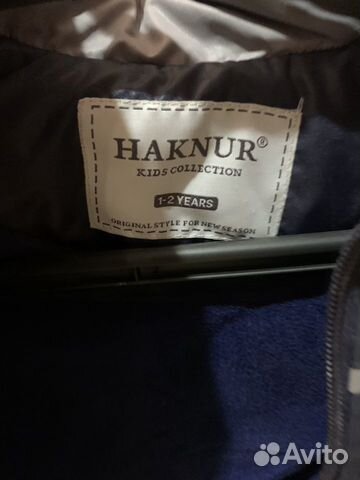 HAKNUR®
KIDS COLLECTION
1-2 YEARS
ORIGINAL STYLE FOR NEW SEASON
Avito